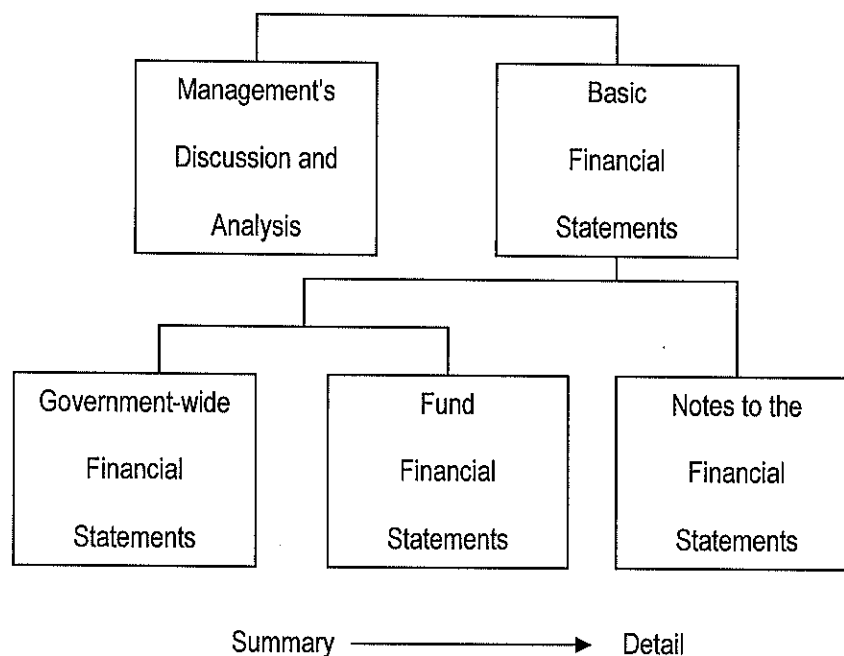 Management's
Discussion and
Analysis
Basic
Financial
Statements
Government-wide
Financial
Statements
Fund
Financial
Statements
Notes to the
Financial
Statements
Summary
Detail